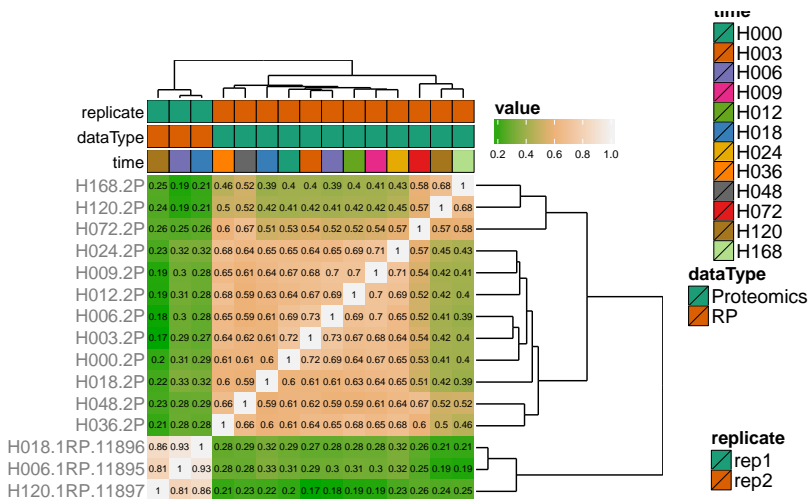 replicate
dataType
time
H168.2P 0.25 0.19 0.21 0.46 0.52 0.39 0.4 0.4 0.39 0.4 0.41 0.43 0.58 0.68 1
H120.2P 0.24 0.19 0.21 0.5 0.52 0.42 0.41 0.42 0.41 0.42 0.42 0.45 0.57 1 0.68
H072.2P 0.26 0.25 0.26 0.6 0.67 0.51 0.53 0.54 0.52 0.52 0.54 0.57 1 0.57 0.58
H024.2P 0.23 0.32 0.32 0.68 0.64 0.65 0.65 0.64 0.65 0.69 0.71 1 0.57 0.45 0.43
H009.2P 0.19 0.3 0.28 0.65 0.61 0.64 0.67 0.68 0.7 0.7 1 0.71 0.54 0.42 0.41
H012.2P 0.19 0.31 0.28 0.68 0.59 0.63 0.64 0.67 0.69 1 0.7 0.69 0.52 0.42 0.4
H006.2P 0.18 0.3 0.28 0.65 0.59 0.61 0.69 0.73 1 0.69 0.7 0.65 0.52 0.41 0.39
H003.2P 0.17 0.29 0.27 0.64 0.62 0.61 0.72 1 0.73 0.67 0.68 0.64 0.54 0.42 0.4
H000.2P 0.2 0.31 0.29 0.61 0.61 0.6 1 0.72 0.69 0.64 0.67 0.65 0.53 0.41 0.4
H018.2P 0.22 0.33 0.32 0.6 0.59 1 0.6 0.61 0.61 0.63 0.64 0.65 0.51 0.42 0.39
H048.2P 0.23 0.28 0.29 0.66 1 0.59 0.61 0.62 0.59 0.59 0.61 0.64 0.67 0.52 0.52
H036.2P 0.21 0.28 0.28 1 0.66 0.6 0.61 0.64 0.65 0.68 0.65 0.68 0.6 0.5 0.46
H018.1RP.11896 0.86 0.93 1 0.28 0.29 0.32 0.29 0.27 0.28 0.28 0.28 0.32 0.26 0.21 0.21
H006.1RP.11895 0.81 1 0.93 0.28 0.28 0.33 0.31 0.29 0.3 0.31 0.3 0.32 0.25 0.19 0.19
H120.1RP.11897 1 0.81 0.86 0.21 0.23 0.22 0.2 0.17 0.18 0.19 0.19 0.23 0.26 0.24 0.25
value
0.2 0.4 0.6 0.8 1.0
time
H000
H003
H006
H009
H012
H018
H024
H036
H048
H072
H120
H168
dataType
Proteomics
RP
replicate
rep1
rep2